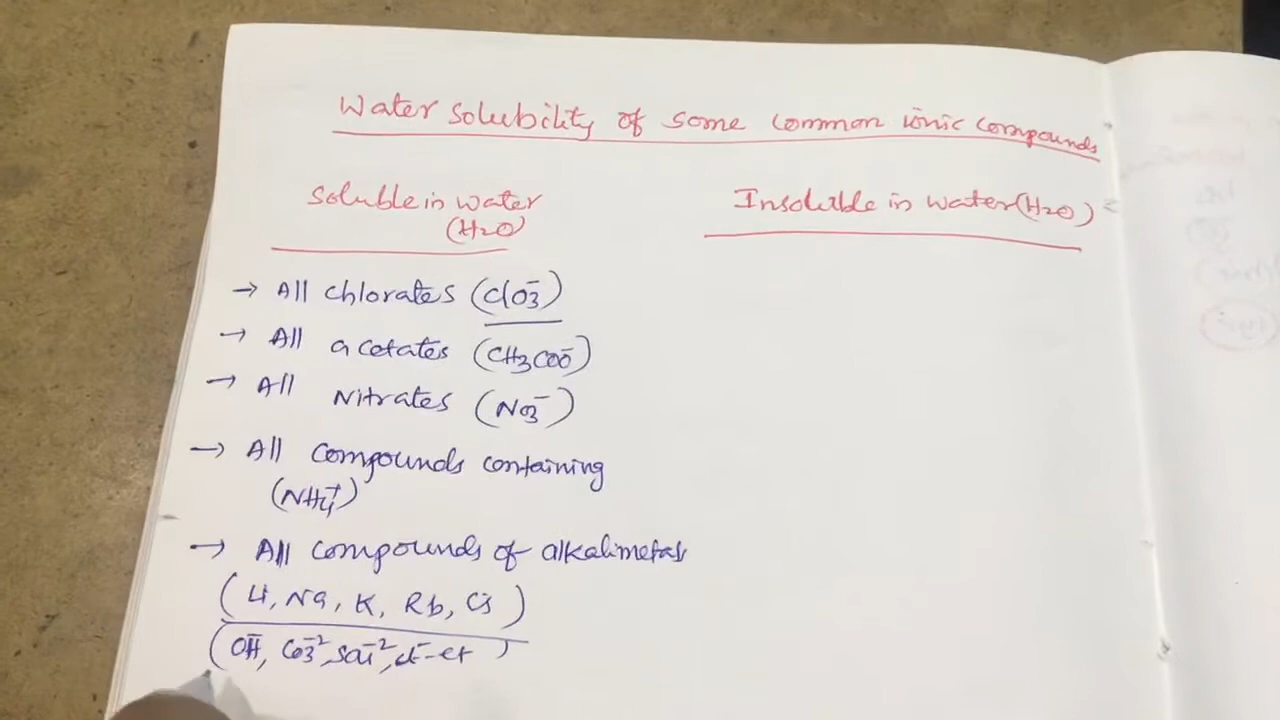 Water solubility of some common ionic compounds
Soluble in water
(H2O)
Insoluble in water (H2O)
→ All chlorates (ClO3⁻)
→ All acetates (CH3COO⁻)
→ All Nitrates (NO3⁻)
→ All compounds containing
(NH4⁺)
→ All compounds of alkalimetals
(Li, Na, K, Rb, Cs)
(OH⁻, CO3⁻², SO4⁻², Cl⁻ et )